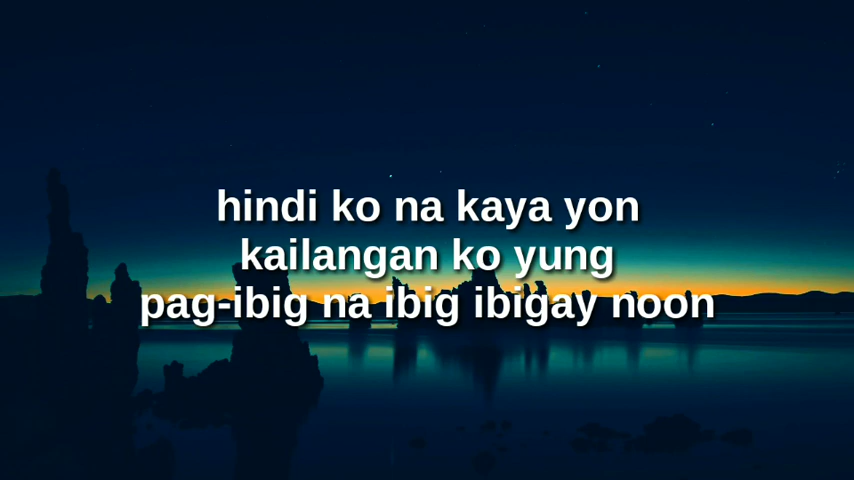 hindi ko na kaya yon
kailangan ko yung
pag-ibig na ibig ibigay noon